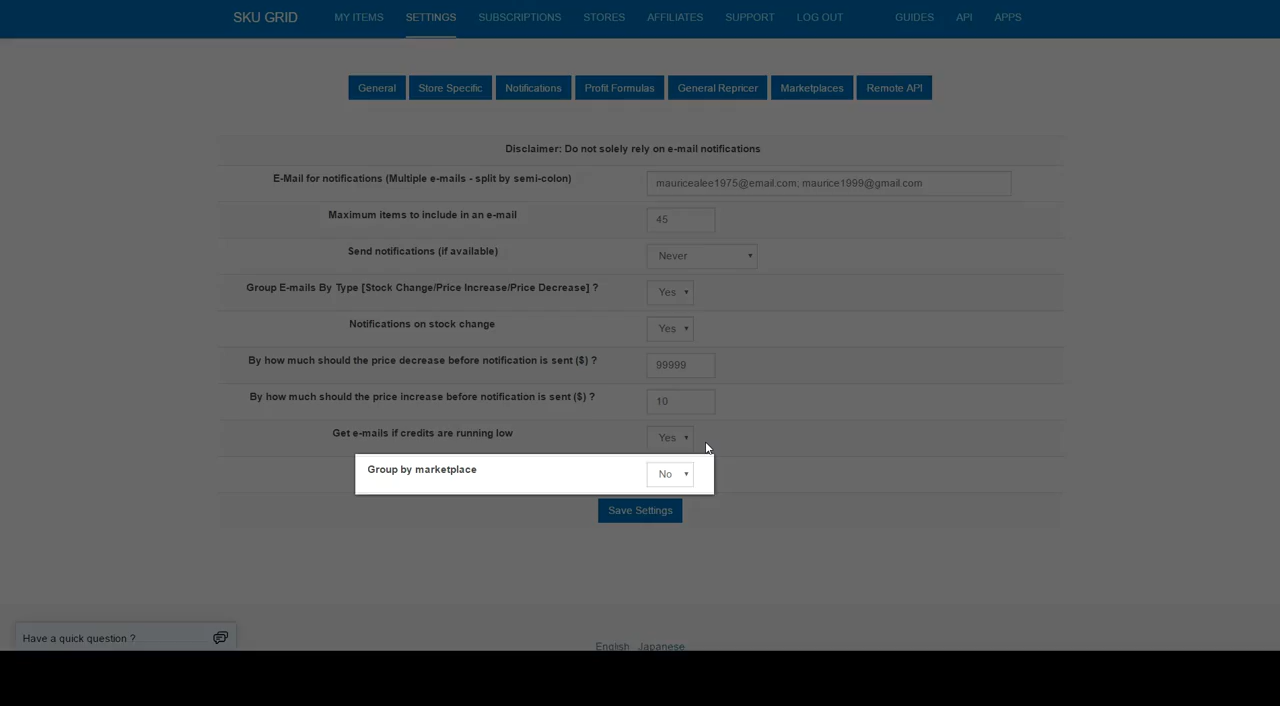 SKU GRID MY ITEMS SETTINGS SUBSCRIPTIONS STORES AFFILIATES SUPPORT LOG OUT GUIDES API APPS
General Store Specific Notifications Profit Formulas General Repricer Marketplaces Remote API
Disclaimer: Do not solely rely on e-mail notifications
E-Mail for notifications (Multiple e-mails - split by semi-colon) mauricealee1975@email.com; maurice1999@gmail.com
Maximum items to include in an e-mail 45
Send notifications (if available) Never
Group E-mails By Type [Stock Change/Price Increase/Price Decrease] ? Yes
Notifications on stock change Yes
By how much should the price decrease before notification is sent ($) ? 99999
By how much should the price increase before notification is sent ($) ? 10
Get e-mails if credits are running low Yes
Group by marketplace No
Save Settings
Have a quick question ?
English Japanese